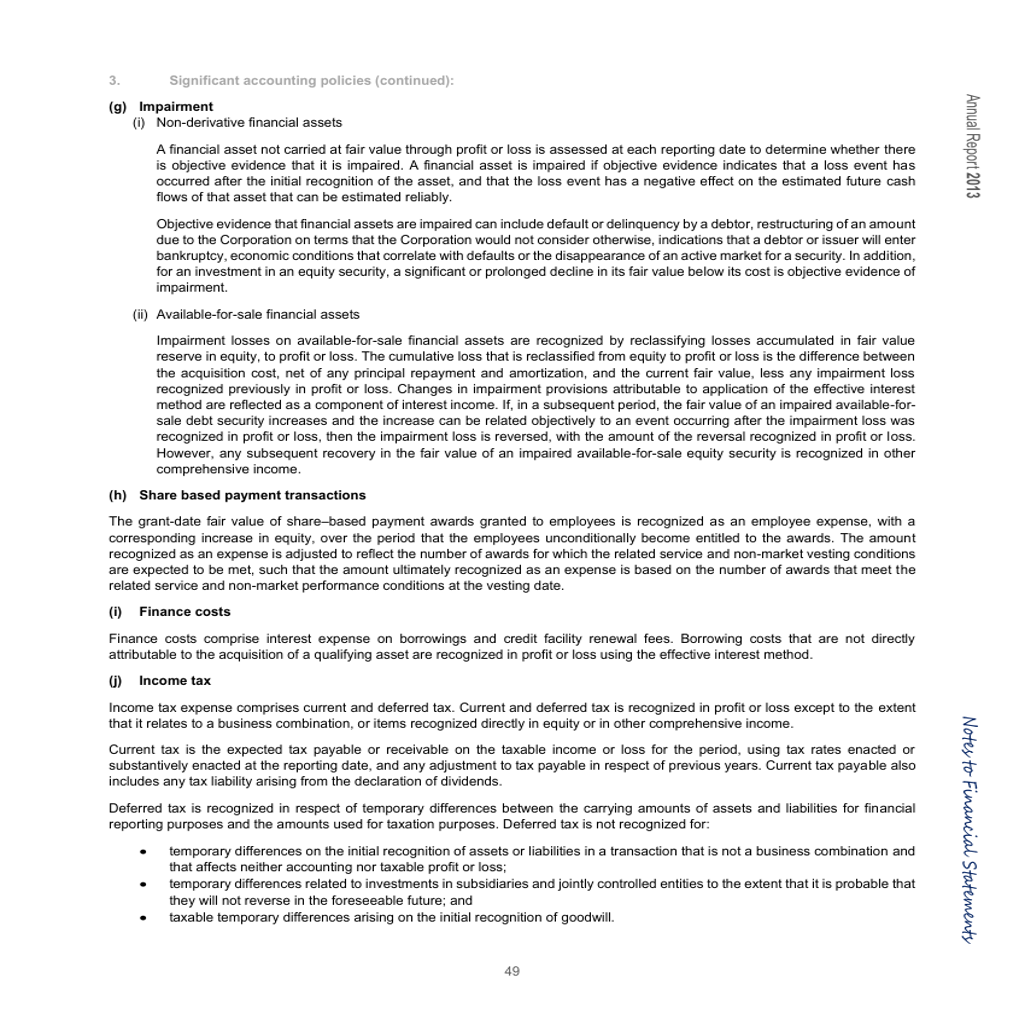 3. Significant accounting policies (continued):
(g) Impairment
(i) Non-derivative financial assets
A financial asset not carried at fair value through profit or loss is assessed at each reporting date to determine whether there
is objective evidence that it is impaired. A financial asset is impaired if objective evidence indicates that a loss event has
occurred after the initial recognition of the asset, and that the loss event has a negative effect on the estimated future cash
flows of that asset that can be estimated reliably.
Objective evidence that financial assets are impaired can include default or delinquency by a debtor, restructuring of an amount
due to the Corporation on terms that the Corporation would not consider otherwise, indications that a debtor or issuer will enter
bankruptcy, economic conditions that correlate with defaults or the disappearance of an active market for a security. In addition,
for an investment in an equity security, a significant or prolonged decline in its fair value below its cost is objective evidence of
impairment.
(ii) Available-for-sale financial assets
Impairment losses on available-for-sale financial assets are recognized by reclassifying losses accumulated in fair value
reserve in equity, to profit or loss. The cumulative loss that is reclassified from equity to profit or loss is the difference between
the acquisition cost, net of any principal repayment and amortization, and the current fair value, less any impairment loss
recognized previously in profit or loss. Changes in impairment provisions attributable to application of the effective interest
method are reflected as a component of interest income. If, in a subsequent period, the fair value of an impaired available-for-
sale debt security increases and the increase can be related objectively to an event occurring after the impairment loss was
recognized in profit or loss, then the impairment loss is reversed, with the amount of the reversal recognized in profit or loss.
However, any subsequent recovery in the fair value of an impaired available-for-sale equity security is recognized in other
comprehensive income.
(h) Share based payment transactions
The grant-date fair value of share–based payment awards granted to employees is recognized as an employee expense, with a
corresponding increase in equity, over the period that the employees unconditionally become entitled to the awards. The amount
recognized as an expense is adjusted to reflect the number of awards for which the related service and non-market vesting conditions
are expected to be met, such that the amount ultimately recognized as an expense is based on the number of awards that meet the
related service and non-market performance conditions at the vesting date.
(i) Finance costs
Finance costs comprise interest expense on borrowings and credit facility renewal fees. Borrowing costs that are not directly
attributable to the acquisition of a qualifying asset are recognized in profit or loss using the effective interest method.
(j) Income tax
Income tax expense comprises current and deferred tax. Current and deferred tax is recognized in profit or loss except to the extent
that it relates to a business combination, or items recognized directly in equity or in other comprehensive income.
Current tax is the expected tax payable or receivable on the taxable income or loss for the period, using tax rates enacted or
substantively enacted at the reporting date, and any adjustment to tax payable in respect of previous years. Current tax payable also
includes any tax liability arising from the declaration of dividends.
Deferred tax is recognized in respect of temporary differences between the carrying amounts of assets and liabilities for financial
reporting purposes and the amounts used for taxation purposes. Deferred tax is not recognized for:
• temporary differences on the initial recognition of assets or liabilities in a transaction that is not a business combination and
that affects neither accounting nor taxable profit or loss;
• temporary differences related to investments in subsidiaries and jointly controlled entities to the extent that it is probable that
they will not reverse in the foreseeable future; and
• taxable temporary differences arising on the initial recognition of goodwill.
49
Annual Report 2013
Notes to Financial Statements